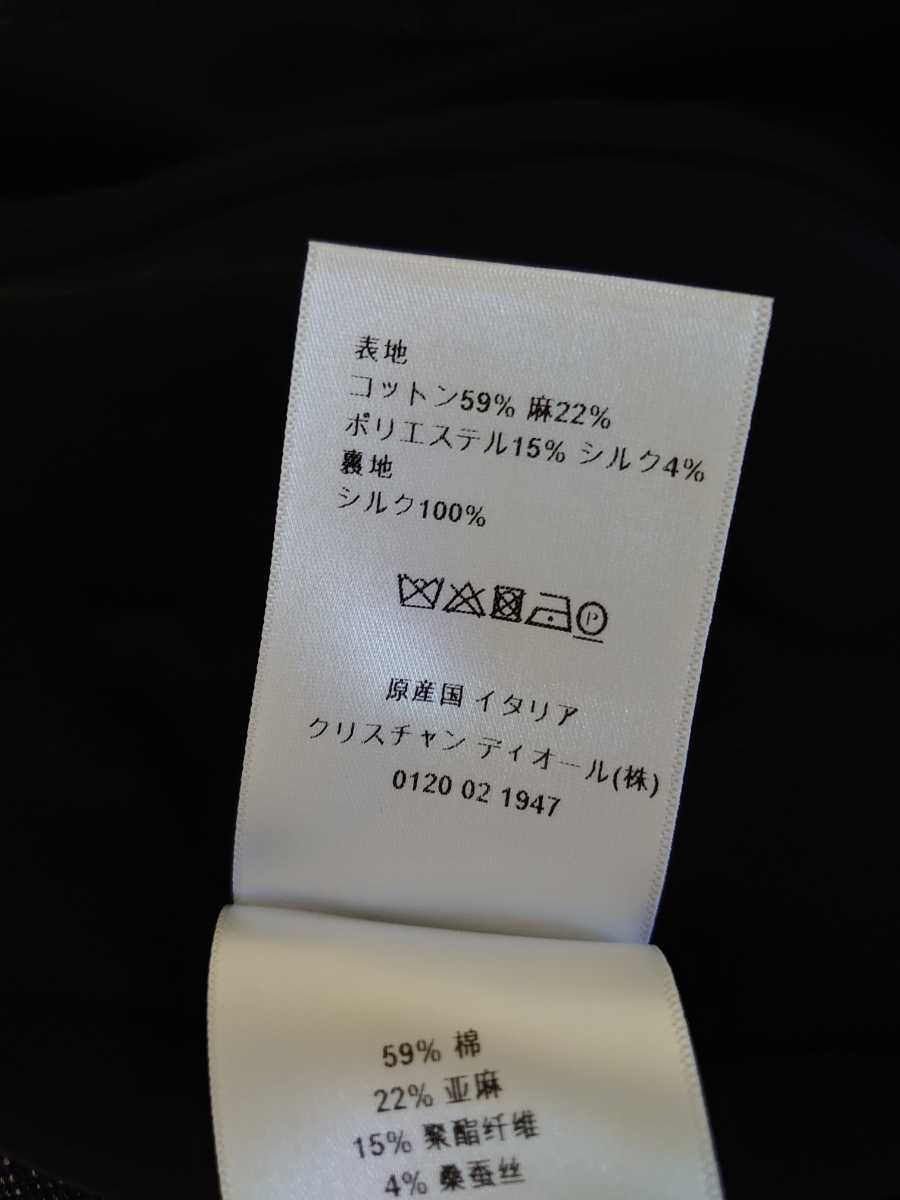 表地
コットン59% 麻22%
ポリエステル15% シルク4%
裏地
シルク100%
P
原産国 イタリア
クリスチャン ディオール(株)
0120 02 1947
59% 棉
22% 亚麻
15% 聚酯纤维
4% 桑蚕丝